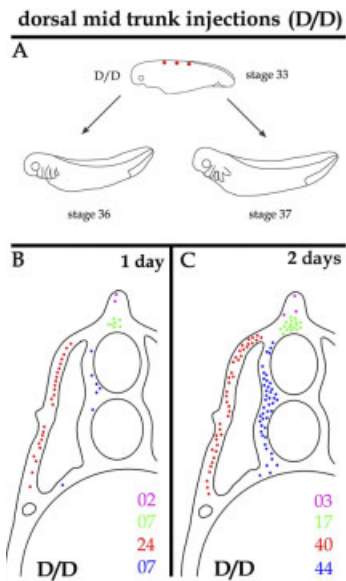 dorsal mid trunk injections (D/D)
A
D/D
stage 33
stage 36
stage 37
B
1 day
C
2 days
02
07
24
07
D/D
03
17
40
44
D/D